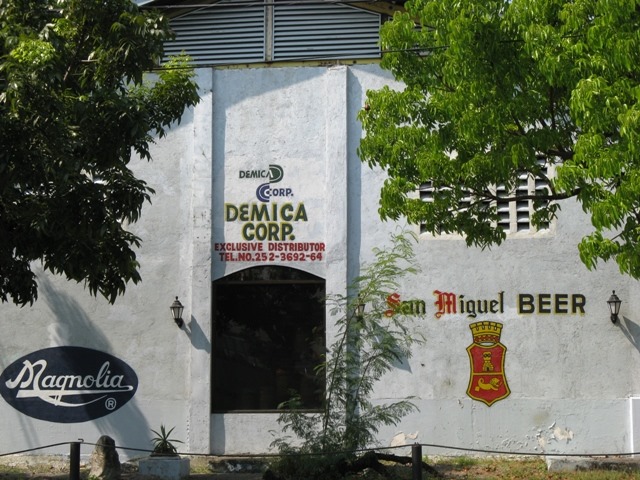 DEMICA
CORP.
DEMICA
CORP.
EXCLUSIVE DISTRIBUTOR
TEL.NO.252-3692-64
San Miguel BEER
Magnolia
®